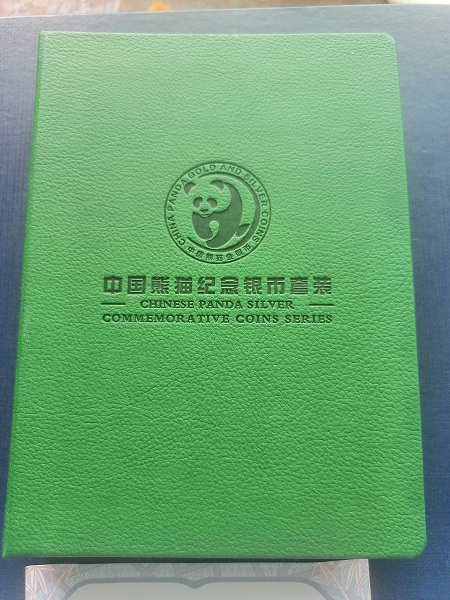 CHINA PANDA GOLD AND SILVER COINS
中国熊猫金银币
中国熊猫纪念银币套装
CHINESE PANDA SILVER
COMMEMORATIVE COINS SERIES